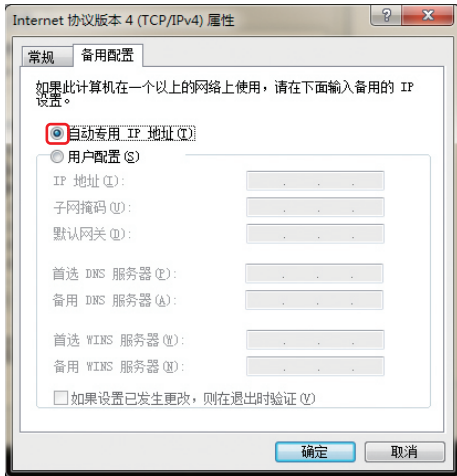 Internet 协议版本 4 (TCP/IPv4) 属性
常规
备用配置
如果此计算机在一个以上的网络上使用，请在下面输入备用的 IP
设置。
自动专用 IP 地址(T)
用户配置(S)
IP 地址(I):
子网掩码(U):
默认网关(D):
首选 DNS 服务器(P):
备用 DNS 服务器(A):
首选 WINS 服务器(W):
备用 WINS 服务器(N):
如果设置已发生更改，则在退出时验证(V)
确定
取消